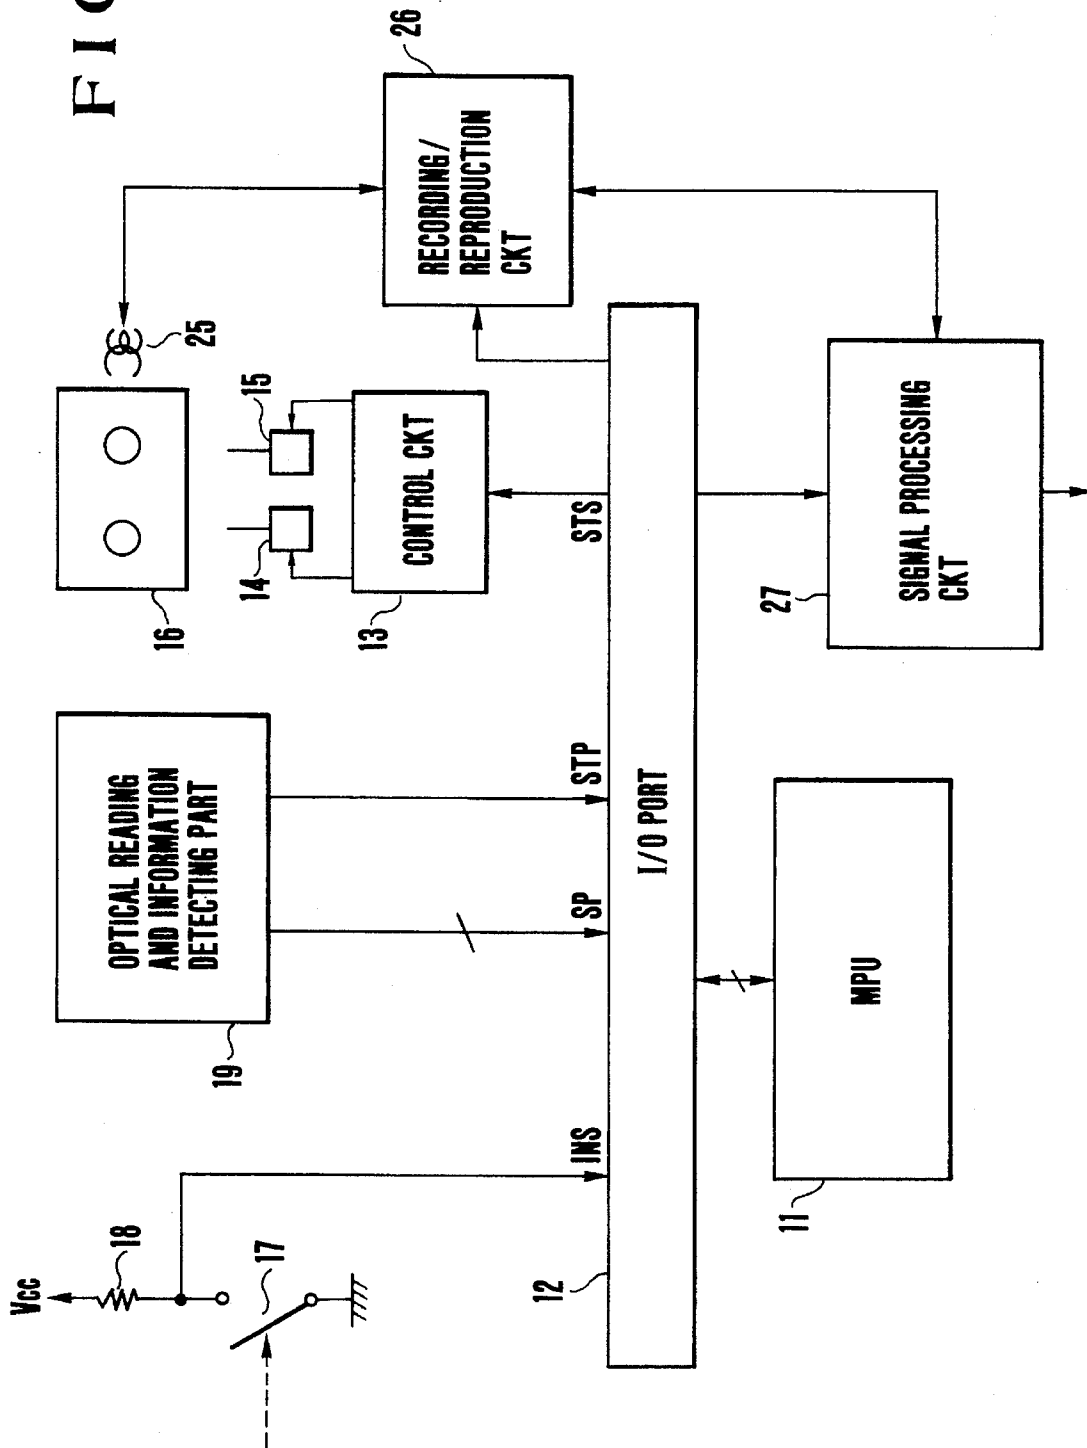 FIG
Vcc
18
17
INS
12
19
OPTICAL READING
AND INFORMATION
DETECTING PART
SP
STP
I/O PORT
11
MPU
16
14
15
25
13
CONTROL CKT
STS
26
RECORDING/
REPRODUCTION
CKT
27
SIGNAL PROCESSING
CKT